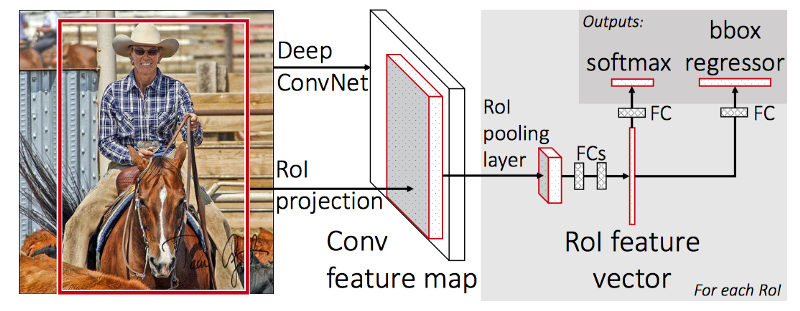 Deep
ConvNet
RoI
projection
Conv
feature map
RoI
pooling
layer
FCs
RoI feature
vector
Outputs:
softmax
bbox
regressor
FC
FC
For each RoI